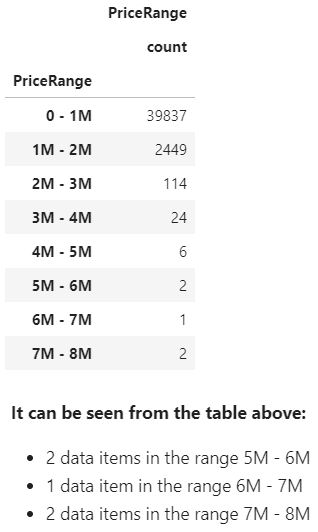 PriceRange
count
PriceRange
0 - 1M 39837
1M - 2M 2449
2M - 3M 114
3M - 4M 24
4M - 5M 6
5M - 6M 2
6M - 7M 1
7M - 8M 2
It can be seen from the table above:
• 2 data items in the range 5M - 6M
• 1 data item in the range 6M - 7M
• 2 data items in the range 7M - 8M